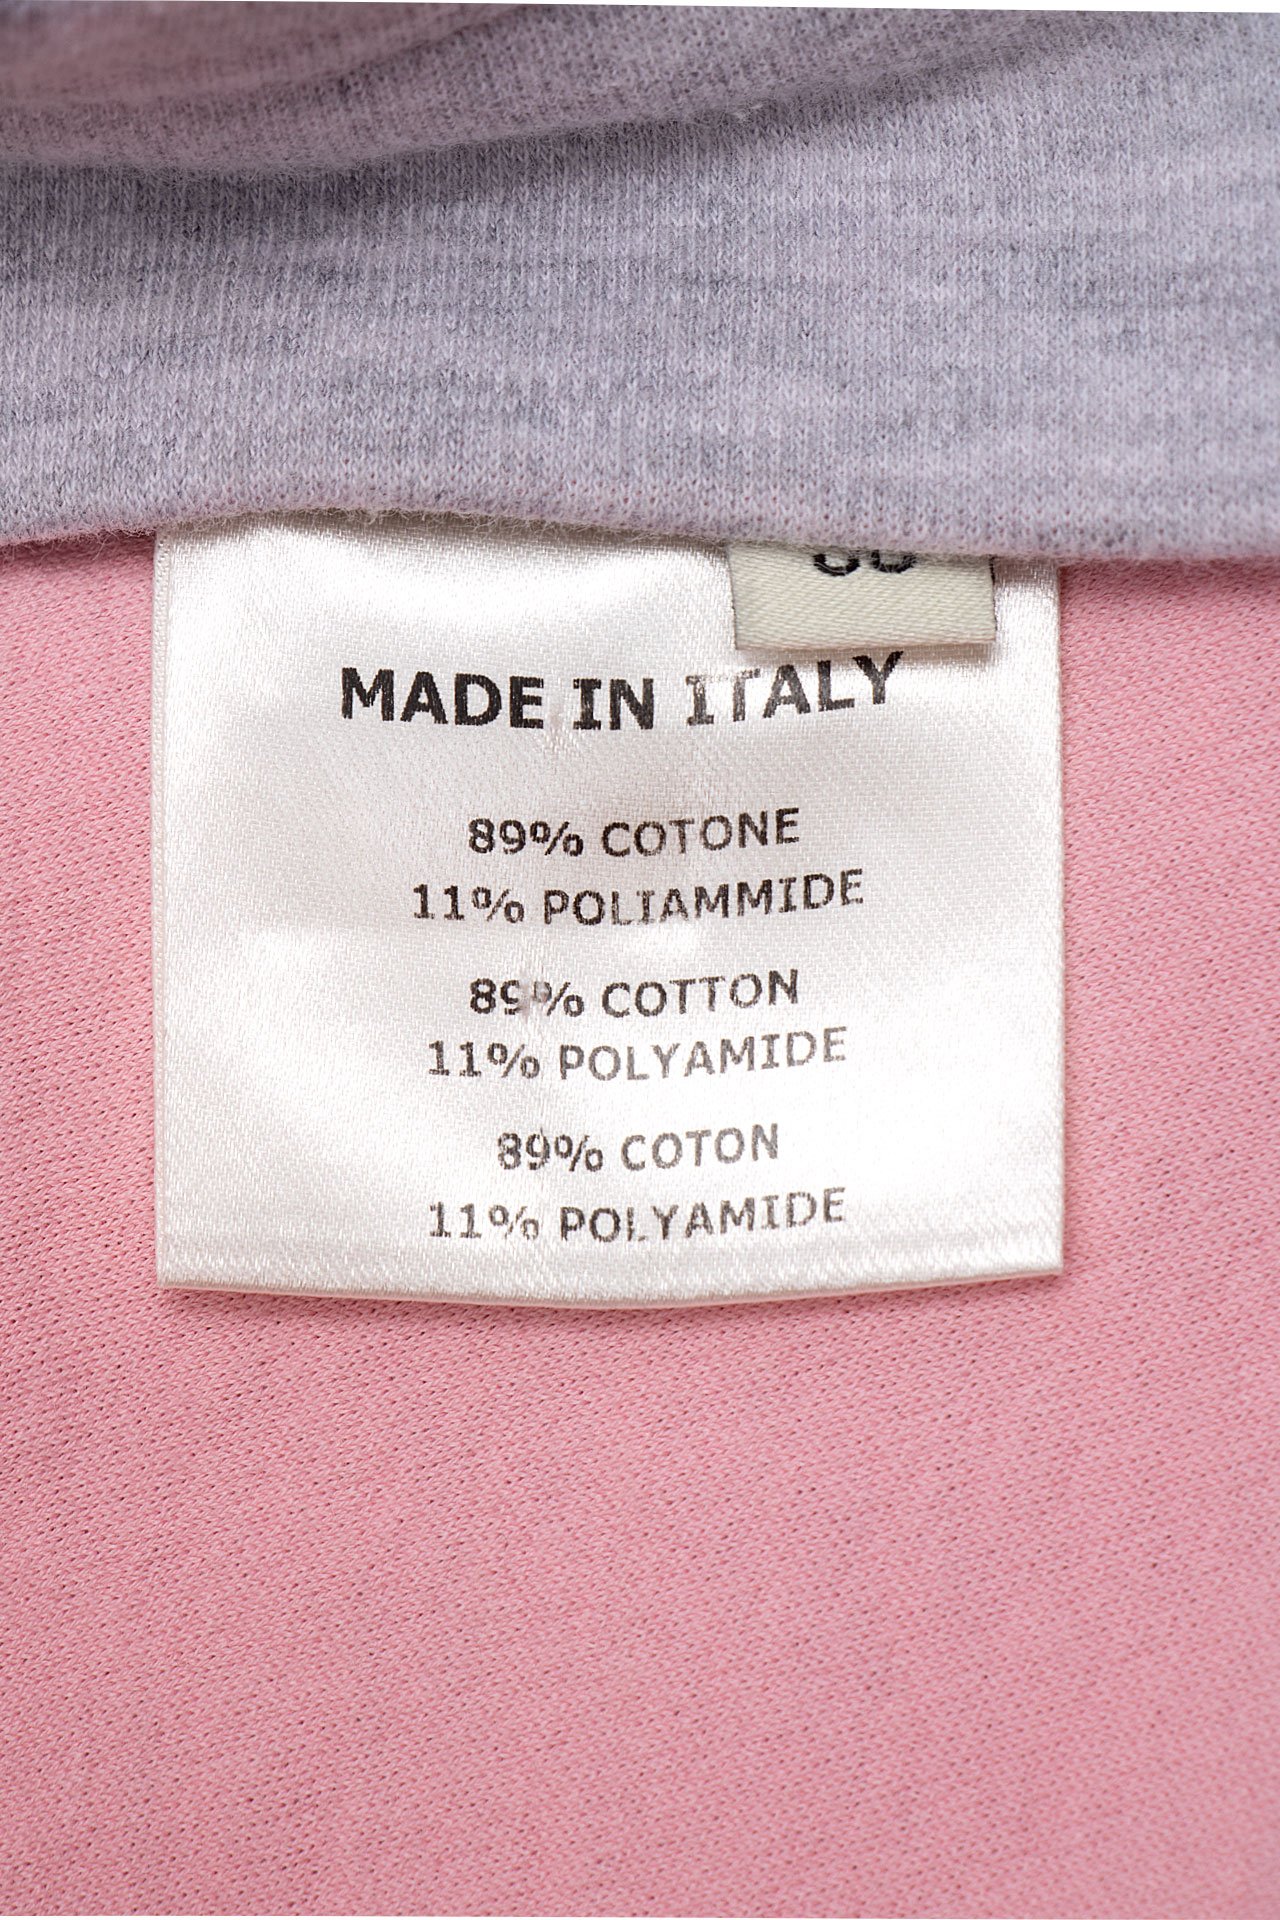 MADE IN ITALY
89% COTONE
11% POLIAMMIDE
89% COTTON
11% POLYAMIDE
89% COTON
11% POLYAMIDE